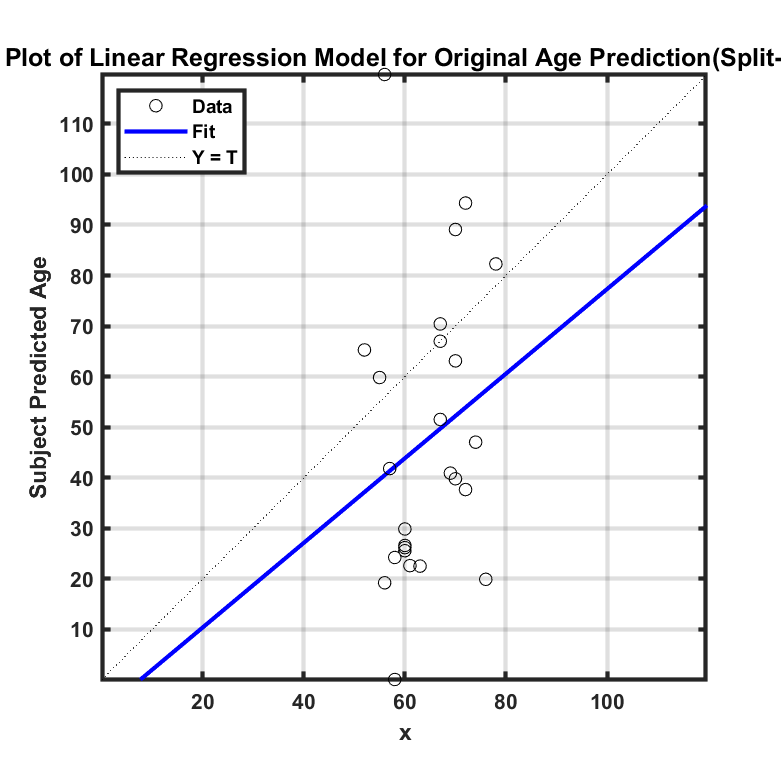 Plot of Linear Regression Model for Original Age Prediction(Split-
Data
Fit
Y = T
110
100
90
80
70
60
50
40
30
20
10
Subject Predicted Age
20 40 60 80 100
x